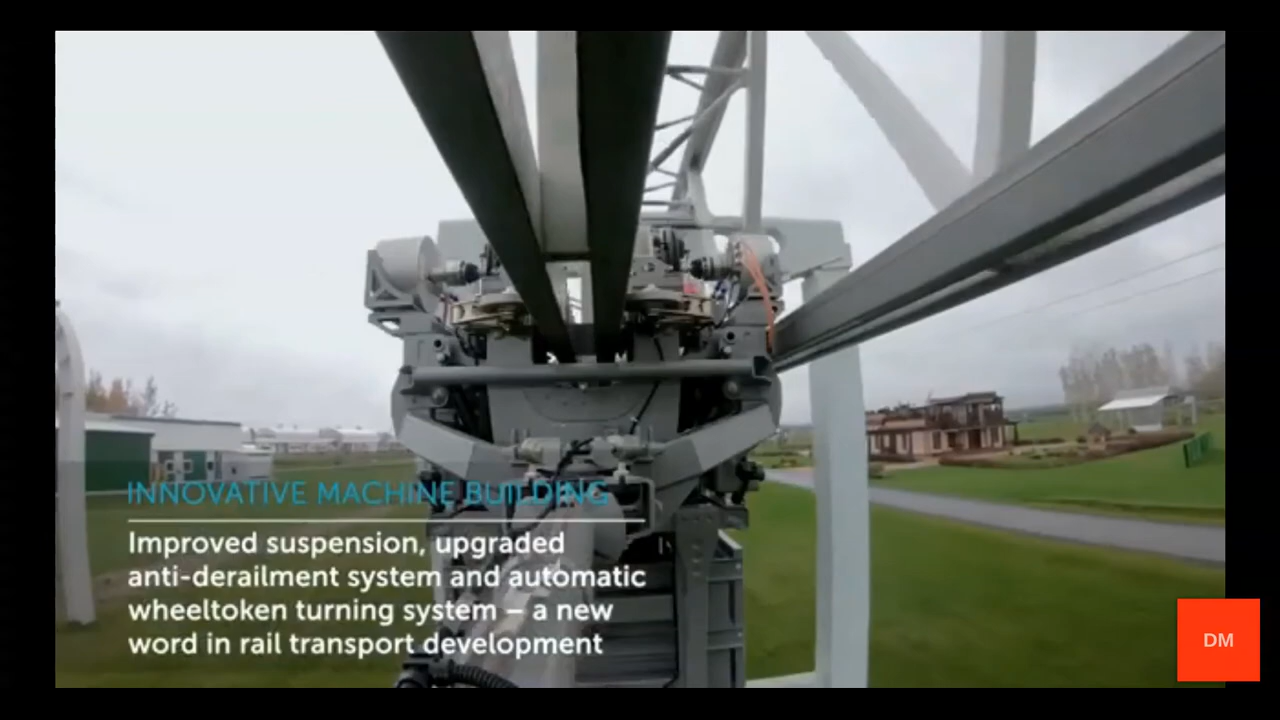 INNOVATIVE MACHINE BUILDING
Improved suspension, upgraded
anti-derailment system and automatic
wheeltoken turning system – a new
word in rail transport development
DM